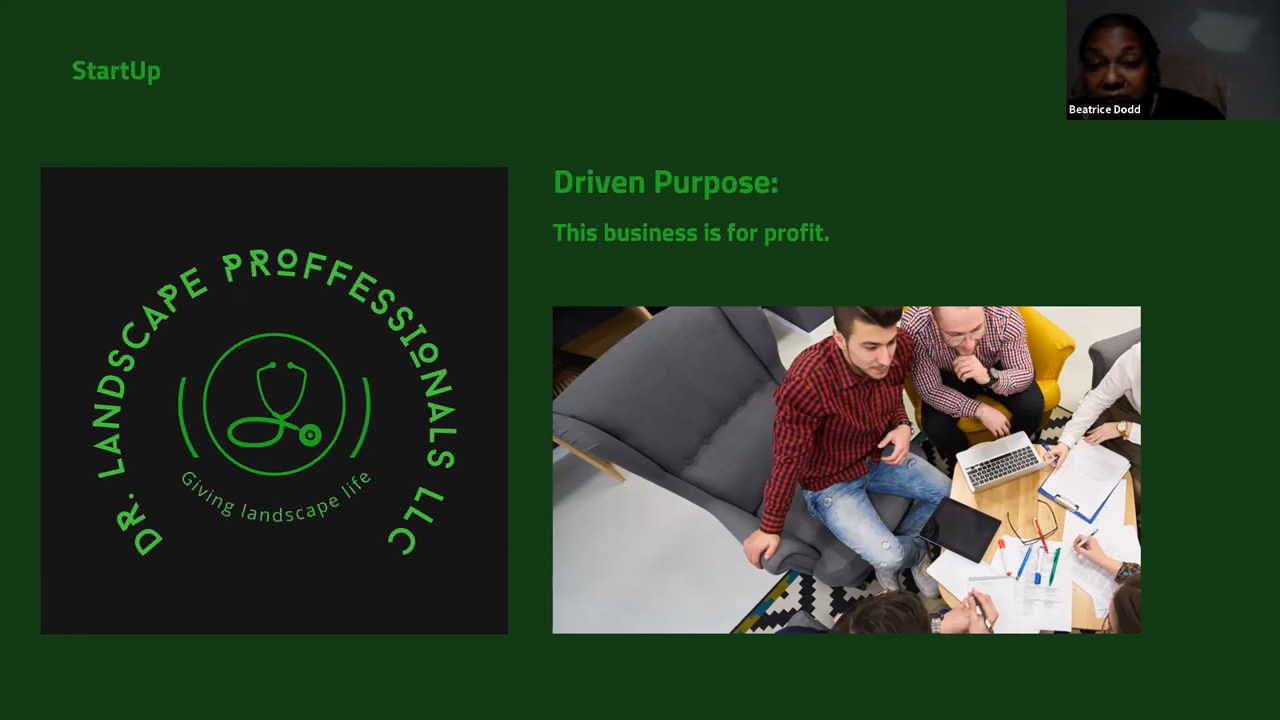 StartUp
Beatrice Dodd
Driven Purpose:
This business is for profit.
DR. LANDSCAPE PROFFESSIONALS LLC
Giving landscape life